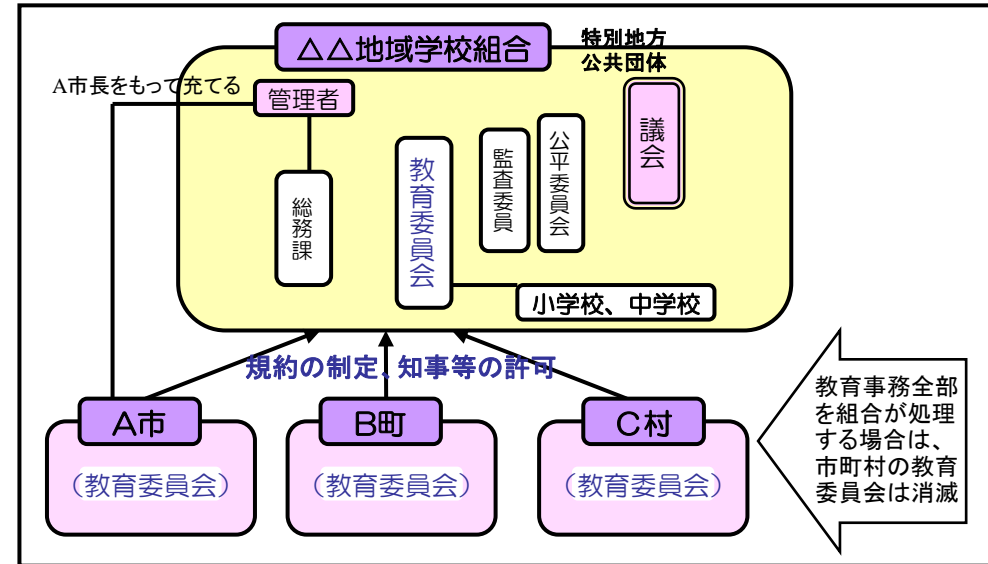 △△地域学校組合
特別地方
公共団体
A市長をもって充てる
管理者
総務課
教育委員会
監査委員
公平委員会
議会
小学校、中学校
規約の制定、知事等の許可
A市
B町
C村
（教育委員会）
（教育委員会）
（教育委員会）
教育事務全部
を組合が処理
する場合は、
市町村の教育
委員会は消滅